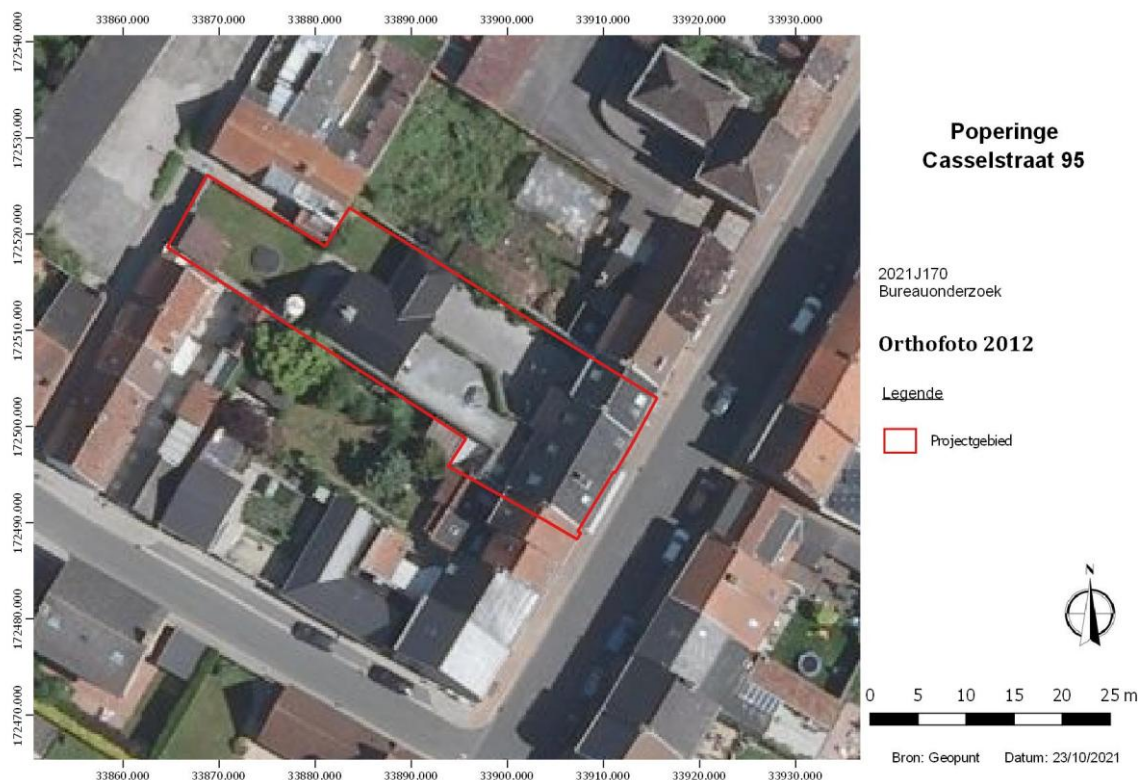 33860.000 33870.000 33880.000 33890.000 33900.000 33910.000 33920.000 33930.000
172540.000
172530.000
172520.000
172510.000
172500.000
172490.000
172480.000
172470.000
33860.000 33870.000 33880.000 33890.000 33900.000 33910.000 33920.000 33930.000
Poperinge
Casselstraat 95
2021J170
Bureauonderzoek
Orthofoto 2012
Legende
Projectgebied
N
0 5 10 15 20 25 m
Bron: Geopunt Datum: 23/10/2021